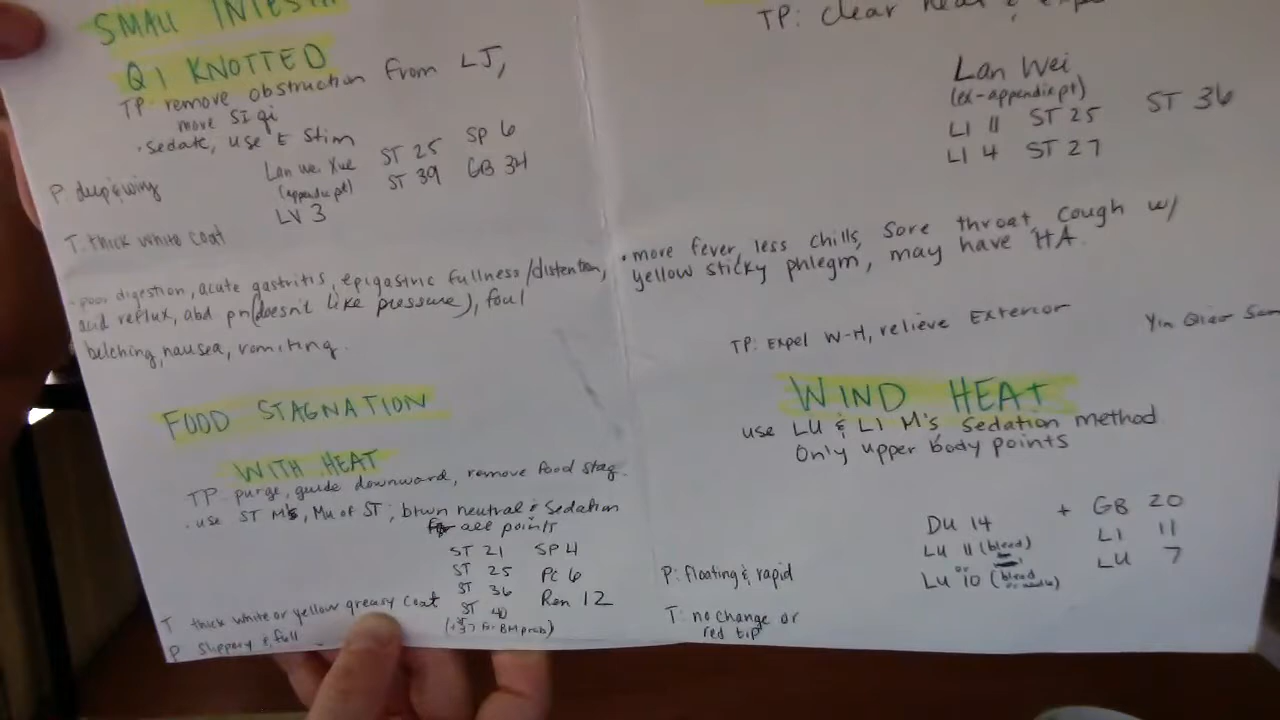 SMALL INTESTIN
QI KNOTTED
TP: remove obstruction from LJ,
move SI qi
• sedate, use E stim
Lan Wei Xue ST 25 SP 6
(appendix pt) ST 39 GB 34
LV 3
P: deep & wiry
T: thick white coat
• poor digestion, acute gastritis, epigastric fullness/distention,
acid reflux, abd pn (doesn't like pressure), foul
belching, nausea, vomiting.
FOOD STAGNATION
WITH HEAT
TP: purge, guide downward, remove food stag.
• use ST M's, Mu of ST; btwn neutral & sedation
all points
ST 21 SP 4
ST 25 PC 6
ST 36 Ren 12
ST 40
(+37 for BM prob)
T thick white or yellow greasy coat
P slippery & full
TP: clear heat &
Lan Wei
(ex-appendix pt)
LI 11 ST 25 ST 36
LI 4 ST 27
• more fever, less chills, sore throat, cough w/
yellow sticky phlegm, may have HA.
TP: Expel W-H, relieve Exterior
Yin Qiao San
WIND HEAT
use LU & LI M's Sedation method
Only upper body points
Du 14 + GB 20
LU 11 (bleed) LI 11
or
LU 10 (bleed LU 7
P: floating & rapid
T: no change or
red tip